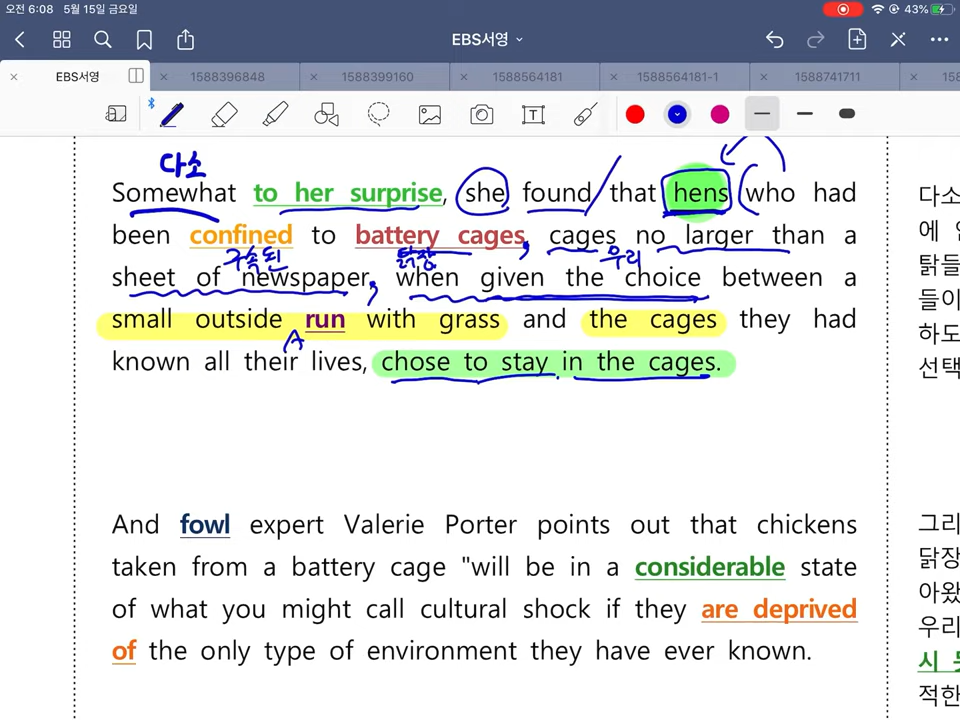 오전 6:08 5월 15일 금요일
43%
EBS서영
EBS서영
1588396848
1588399160
1588564181
1588564181-1
1588741711
다소
Somewhat to her surprise, she found that hens who had
been confined to battery cages, cages no larger than a
구속된 닭장 우리
sheet of newspaper, when given the choice between a
small outside run with grass and the cages they had
known all their lives, chose to stay in the cages.
And fowl expert Valerie Porter points out that chickens
taken from a battery cage "will be in a considerable state
of what you might call cultural shock if they are deprived
of the only type of environment they have ever known.
다소
에
탉들
들이
하도
선택
그리
닭장
아왔
우리
시
적한